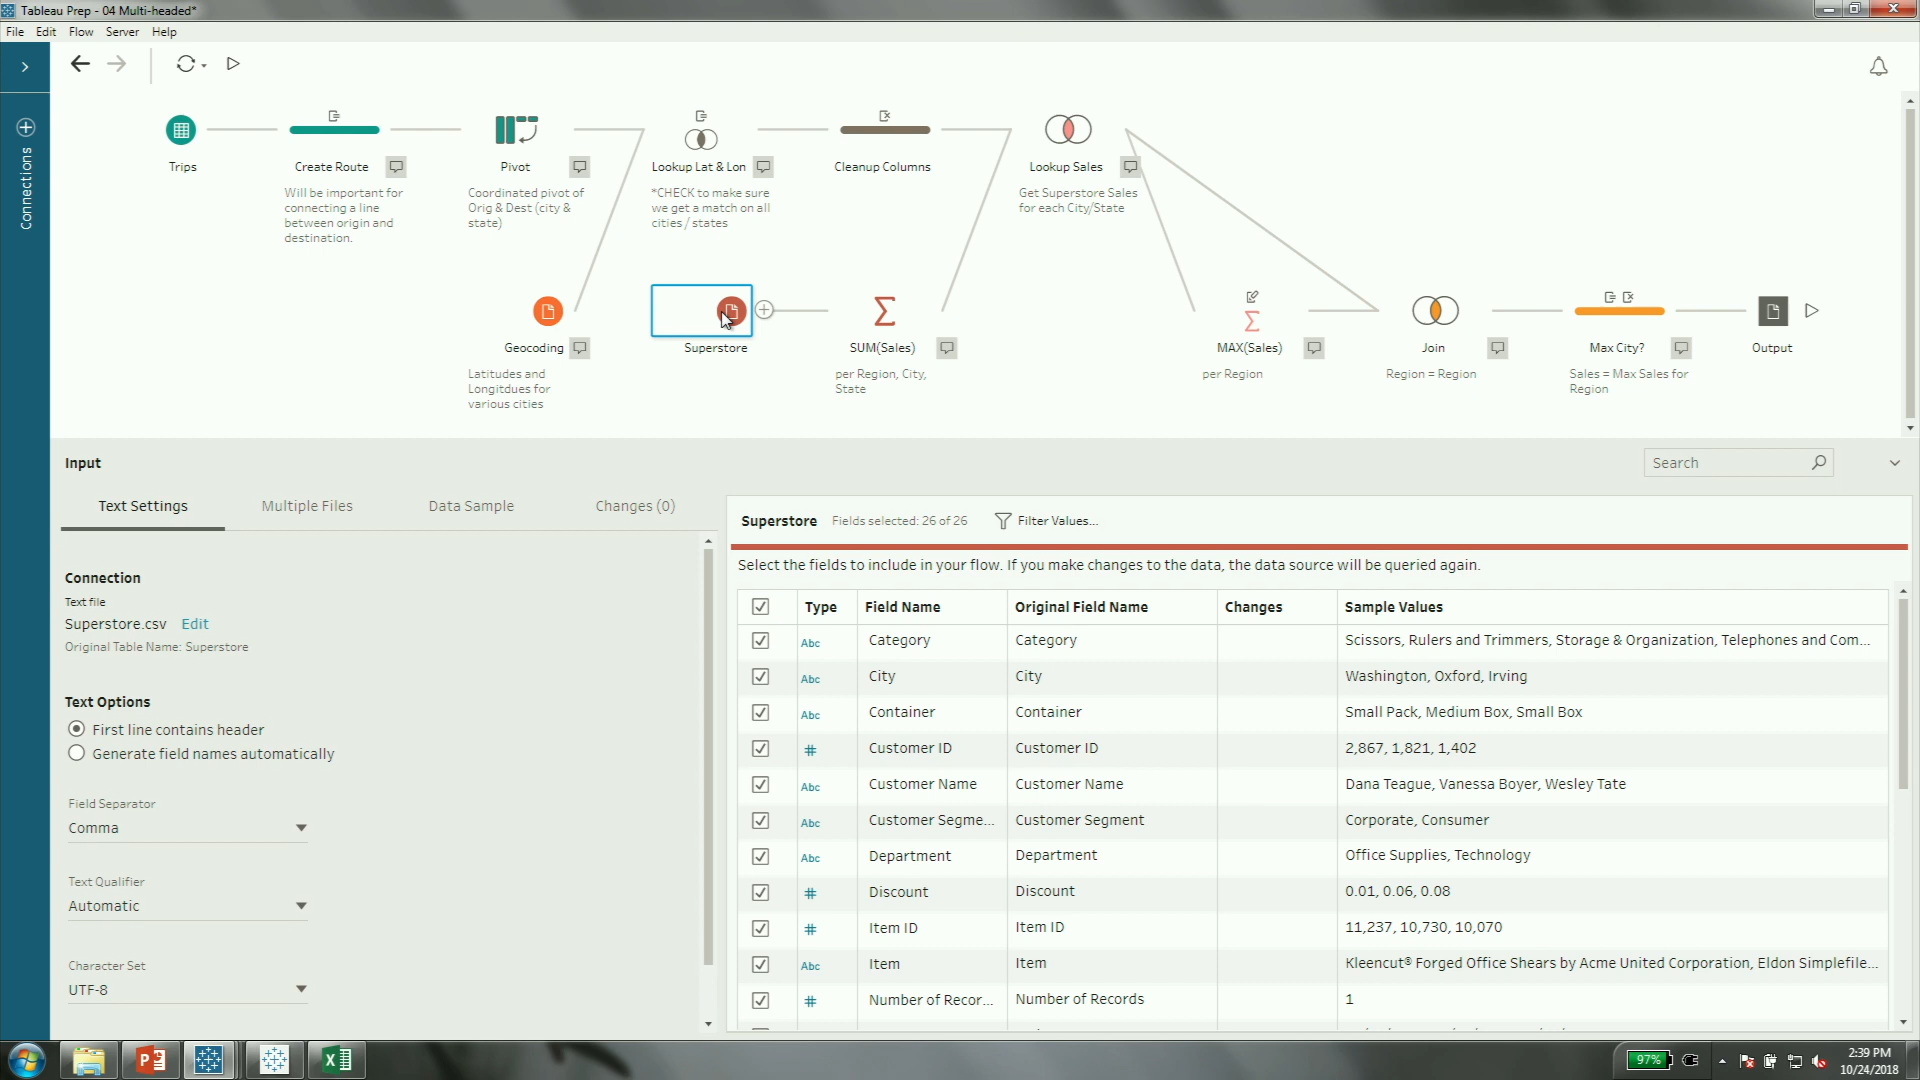 Tableau Prep - 04 Multi-headed*
File Edit Flow Server Help
Connections
Trips
Create Route
Will be important for
connecting a line
between origin and
destination.
Pivot
Coordinated pivot of
Orig & Dest (city &
state)
Lookup Lat & Lon
*CHECK to make sure
we get a match on all
cities / states
Cleanup Columns
Lookup Sales
Get Superstore Sales
for each City/State
Geocoding
Latitudes and
Longitdues for
various cities
Superstore
SUM(Sales)
per Region, City,
State
MAX(Sales)
per Region
Join
Region = Region
Max City?
Sales = Max Sales for
Region
Output
Input
Search
Text Settings Multiple Files Data Sample Changes (0)
Connection
Text file
Superstore.csv Edit
Original Table Name: Superstore
Text Options
First line contains header
Generate field names automatically
Field Separator
Comma
Text Qualifier
Automatic
Character Set
UTF-8
Superstore Fields selected: 26 of 26 Filter Values...
Select the fields to include in your flow. If you make changes to the data, the data source will be queried again.
Type Field Name Original Field Name Changes Sample Values
Abc Category Category Scissors, Rulers and Trimmers, Storage & Organization, Telephones and Com...
Abc City City Washington, Oxford, Irving
Abc Container Container Small Pack, Medium Box, Small Box
# Customer ID Customer ID 2,867, 1,821, 1,402
Abc Customer Name Customer Name Dana Teague, Vanessa Boyer, Wesley Tate
Abc Customer Segme... Customer Segment Corporate, Consumer
Abc Department Department Office Supplies, Technology
# Discount Discount 0.01, 0.06, 0.08
# Item ID Item ID 11,237, 10,730, 10,070
Abc Item Item Kleencut® Forged Office Shears by Acme United Corporation, Eldon Simplefile...
# Number of Recor... Number of Records 1
97%
2:39 PM
10/24/2018